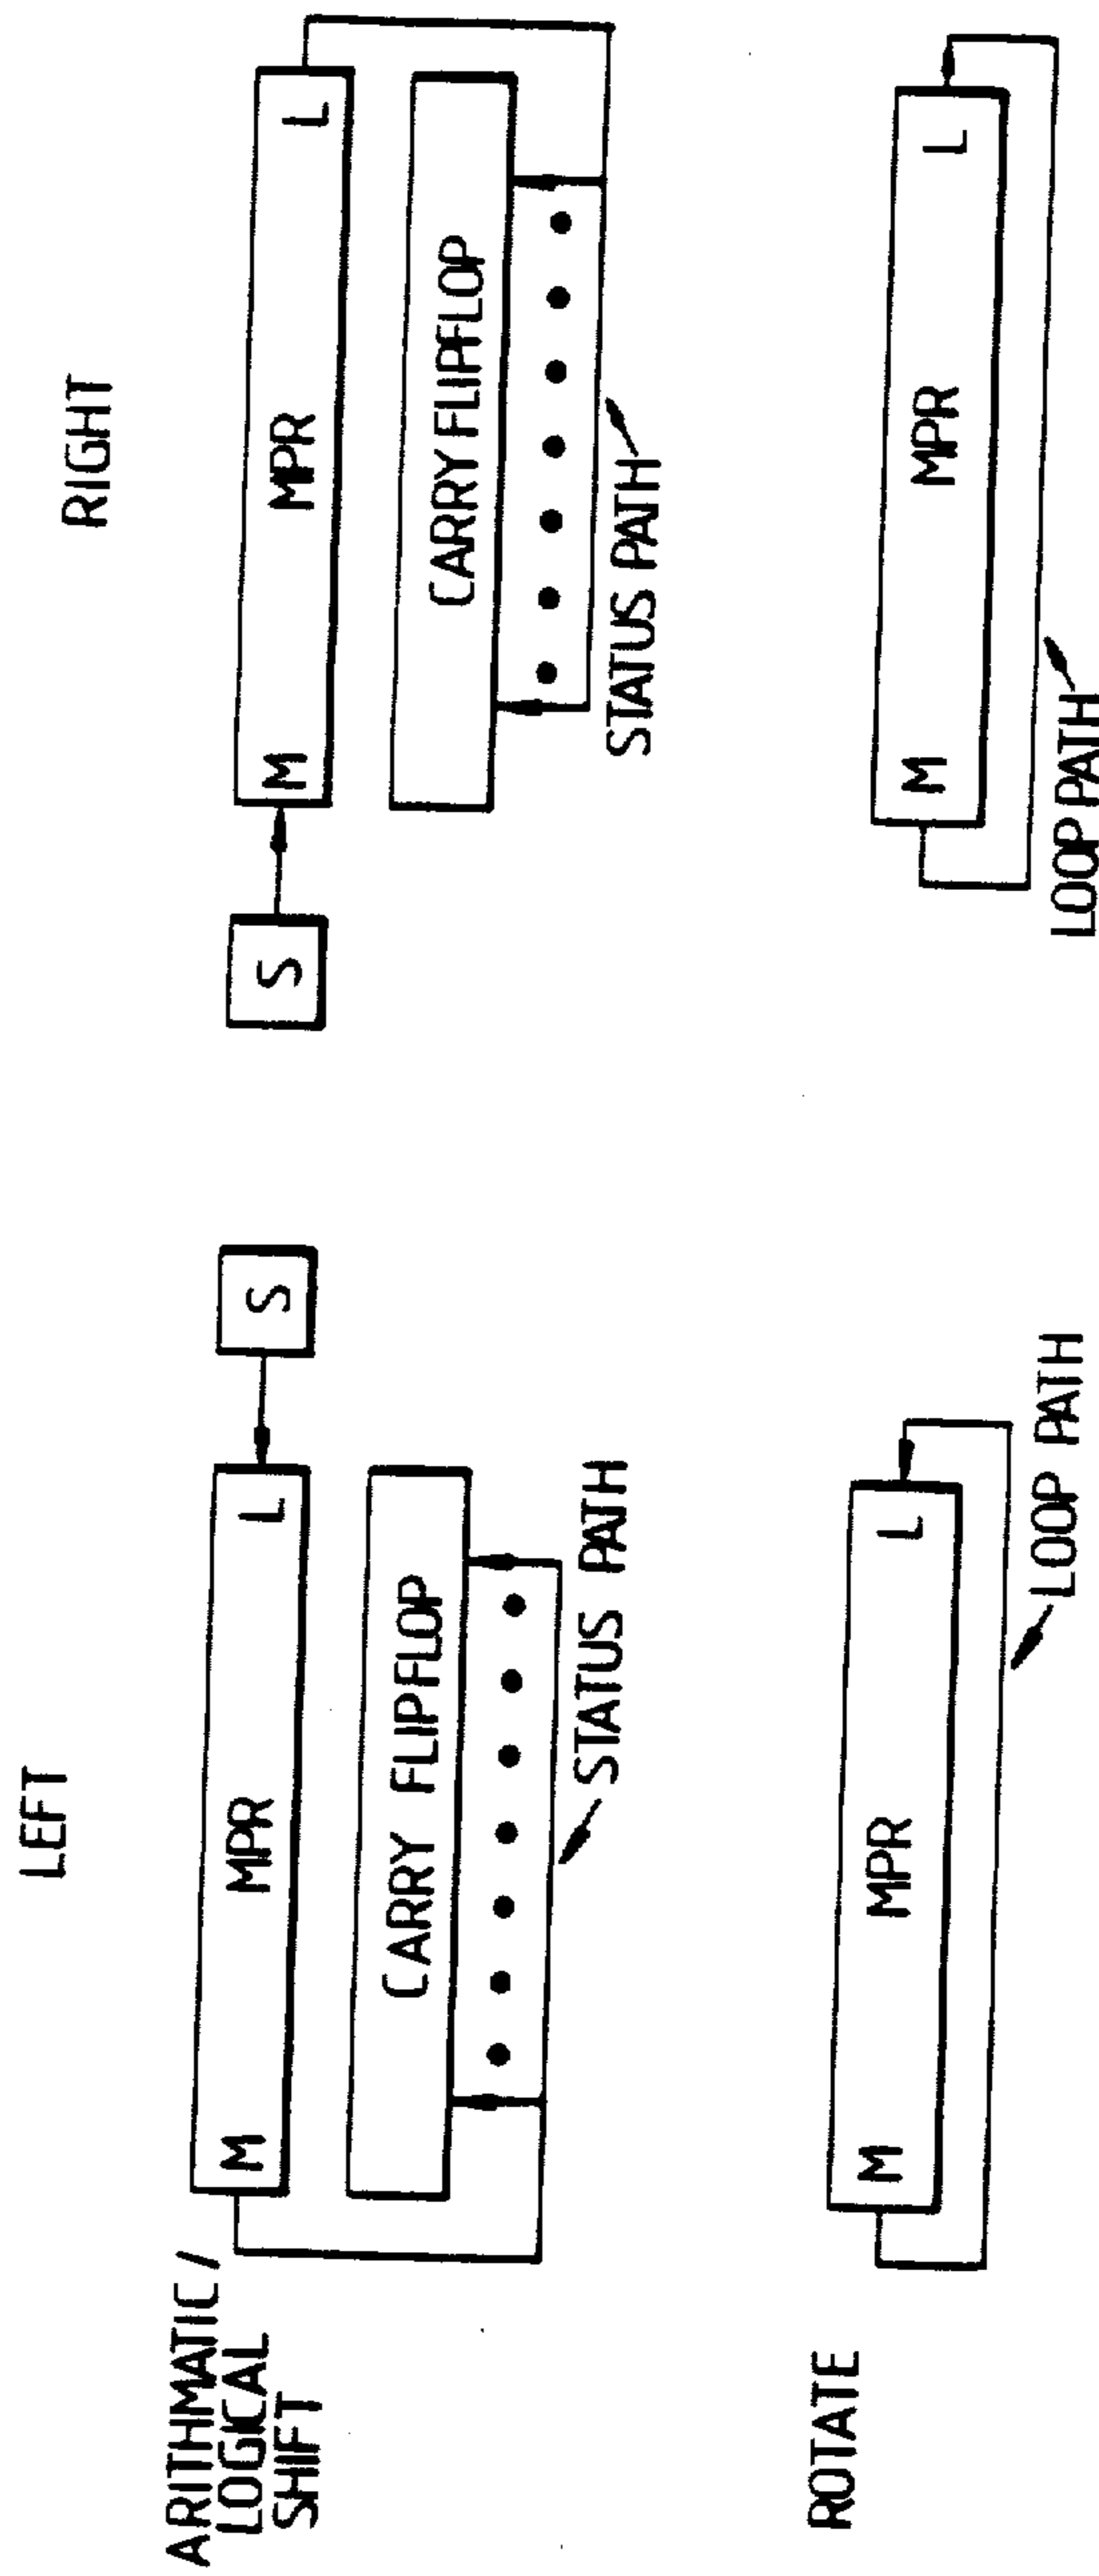 LEFT
RIGHT
ARITHMATIC /
LOGICAL
SHIFT
M MPR L
S
S
M MPR L
CARRY FLIPFLOP
CARRY FLIPFLOP
STATUS PATH
STATUS PATH
ROTATE
M MPR L
M MPR L
LOOP PATH
LOOP PATH